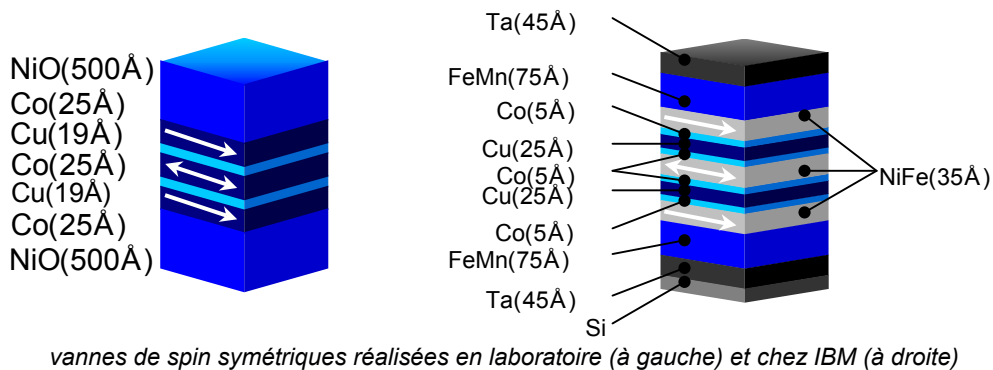 NiO(500Å)
Co(25Å)
Cu(19Å)
Co(25Å)
Cu(19Å)
Co(25Å)
NiO(500Å)
Ta(45Å)
FeMn(75Å)
Co(5Å)
Cu(25Å)
Co(5Å)
Cu(25Å)
Co(5Å)
FeMn(75Å)
Ta(45Å)
Si
NiFe(35Å)
vannes de spin symétriques réalisées en laboratoire (à gauche) et chez IBM (à droite)